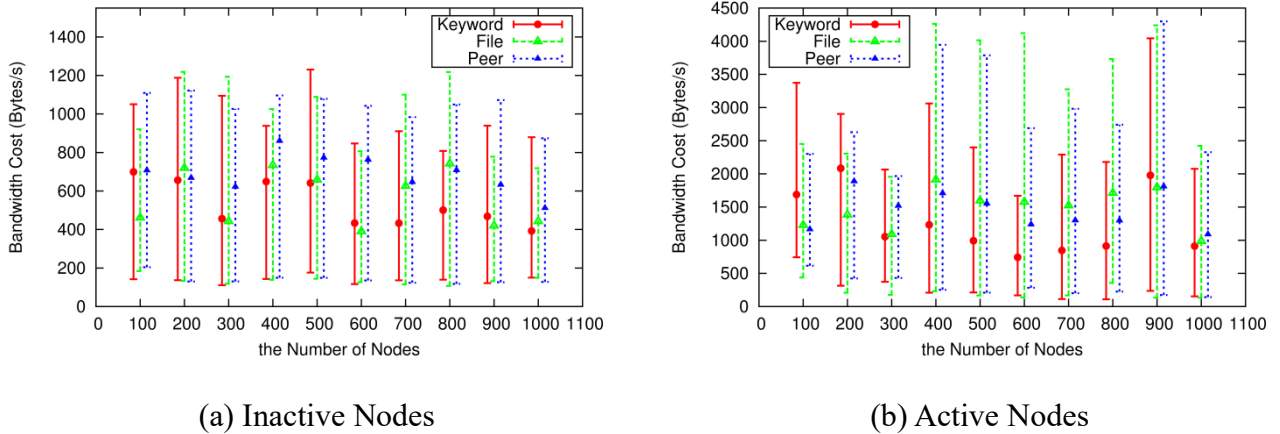 Bandwidth Cost (Bytes/s)
1400
1200
1000
800
600
400
200
0
0 100 200 300 400 500 600 700 800 900 1000 1100
the Number of Nodes
Keyword
File
Peer
(a) Inactive Nodes
Bandwidth Cost (Bytes/s)
4500
4000
3500
3000
2500
2000
1500
1000
500
0
0 100 200 300 400 500 600 700 800 900 1000 1100
the Number of Nodes
Keyword
File
Peer
(b) Active Nodes